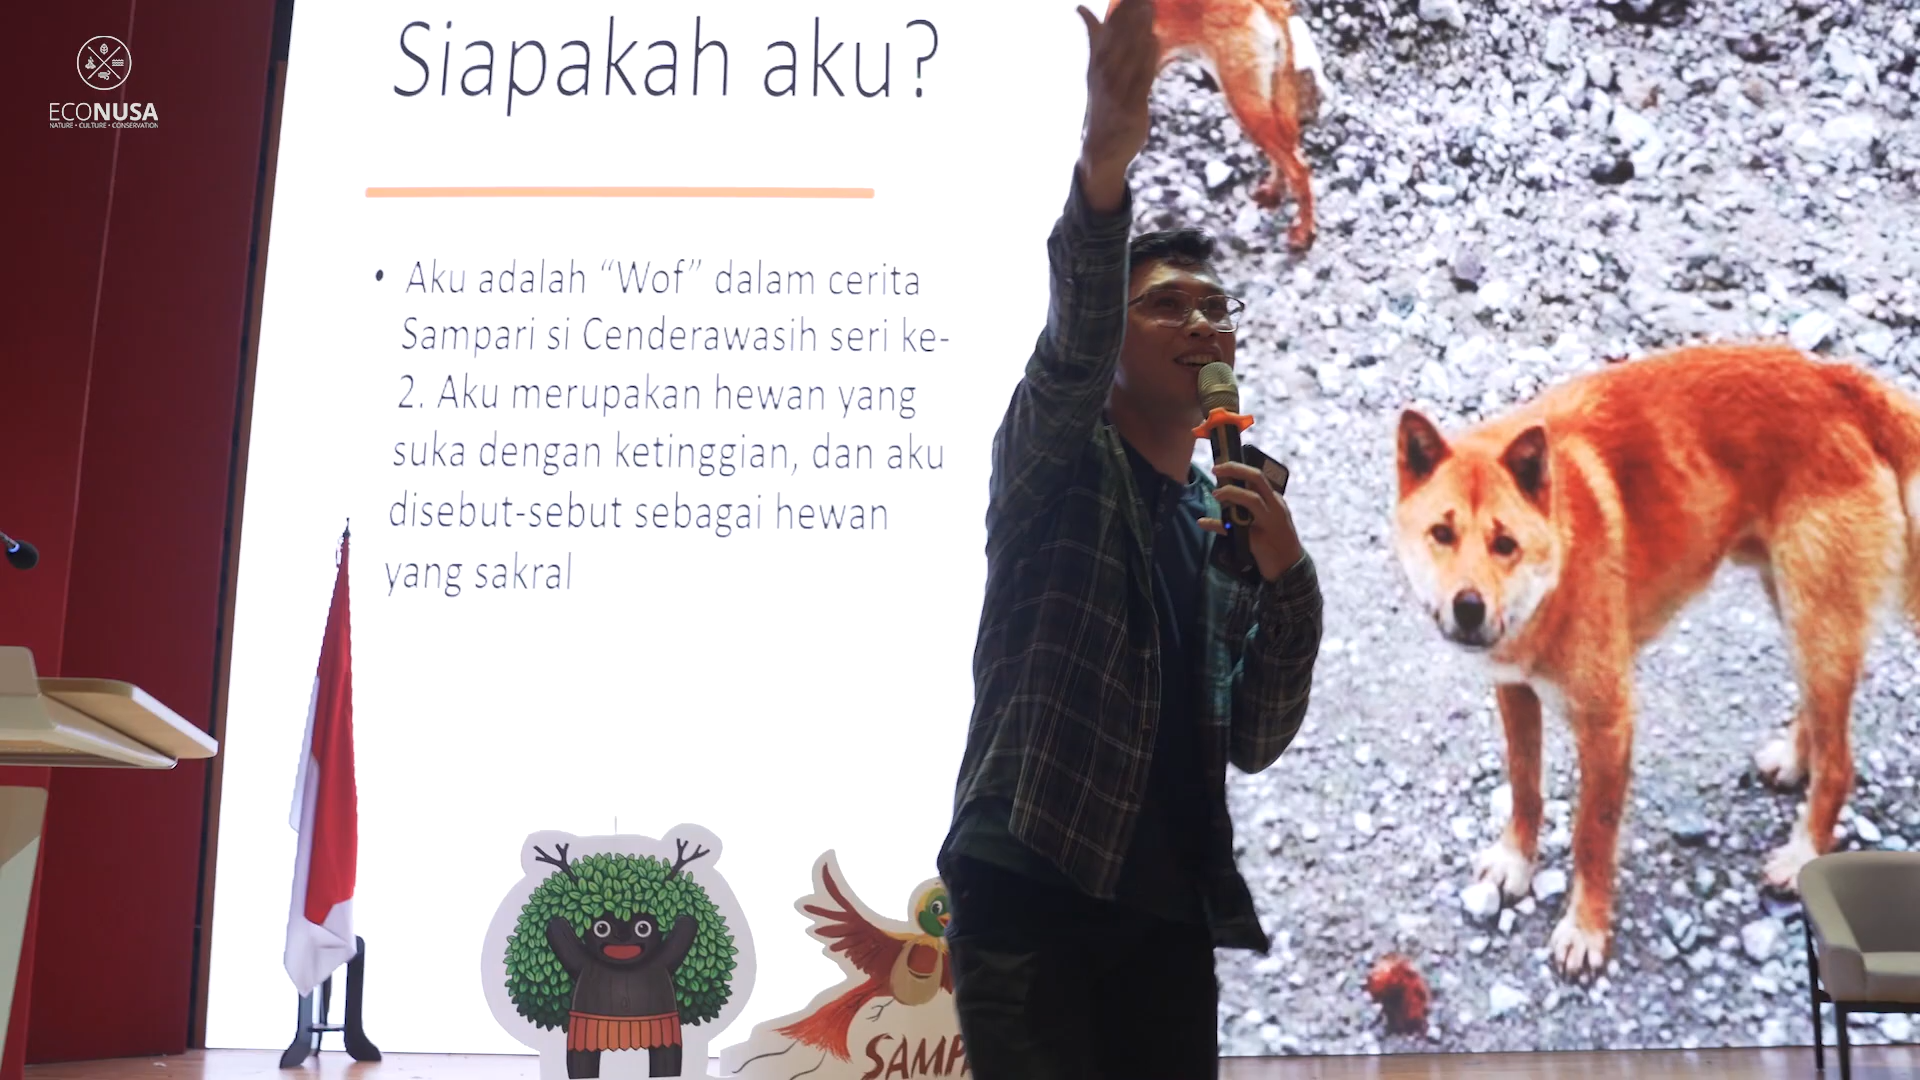 ECONUSA
NATURE • CULTURE • CONSERVATION
Siapakah aku?
• Aku adalah “Wof” dalam cerita
Sampari si Cenderawasih seri ke-
2. Aku merupakan hewan yang
suka dengan ketinggian, dan aku
disebut-sebut sebagai hewan
yang sakral
SAMPA